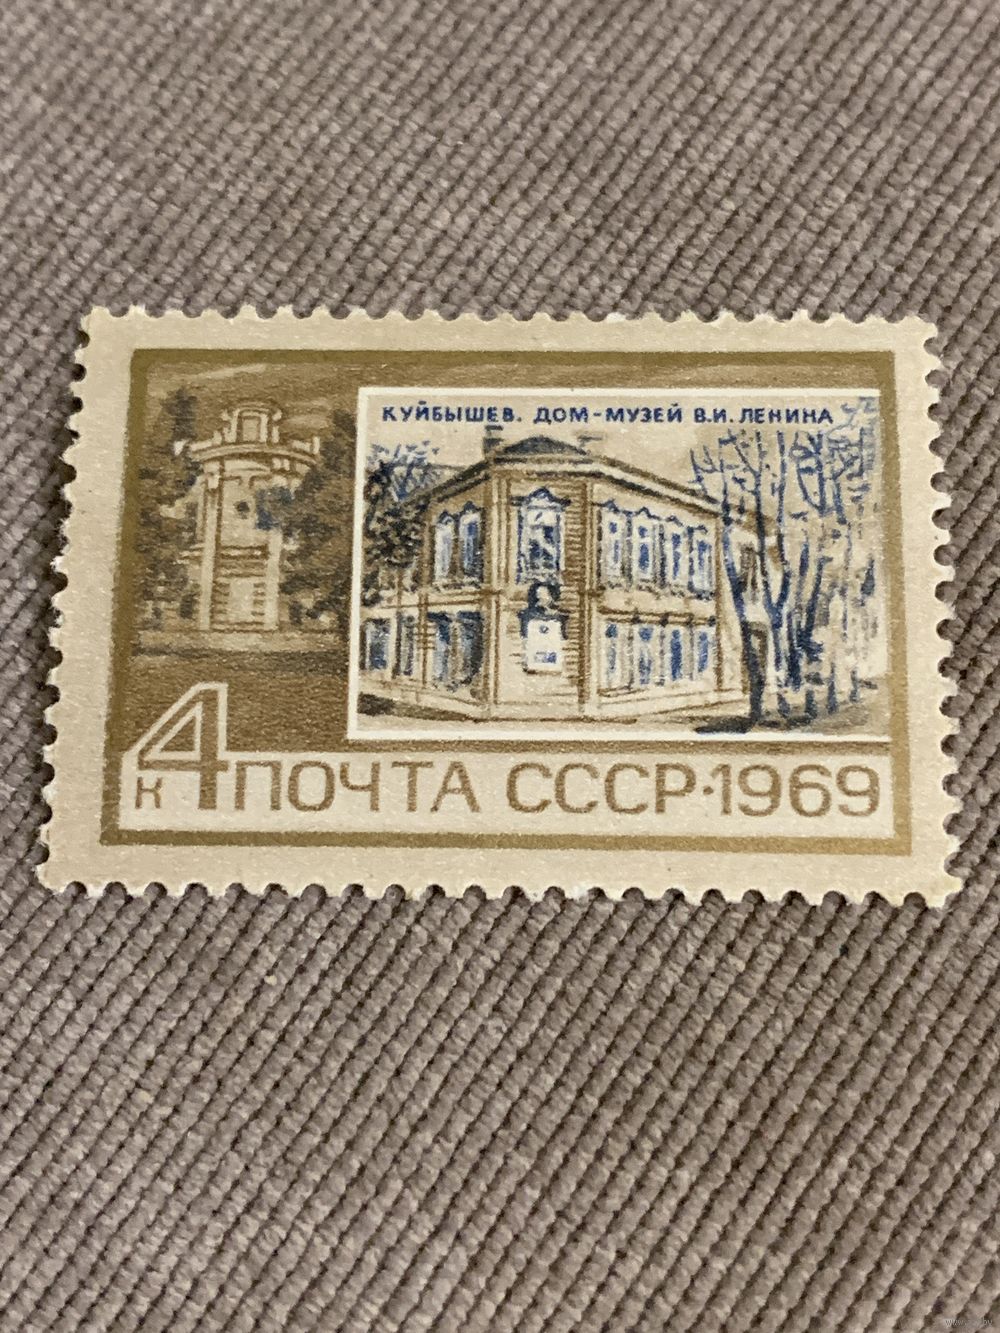 КУЙБЫШЕВ. ДОМ-МУЗЕЙ В.И. ЛЕНИНА
4 К ПОЧТА СССР·1969